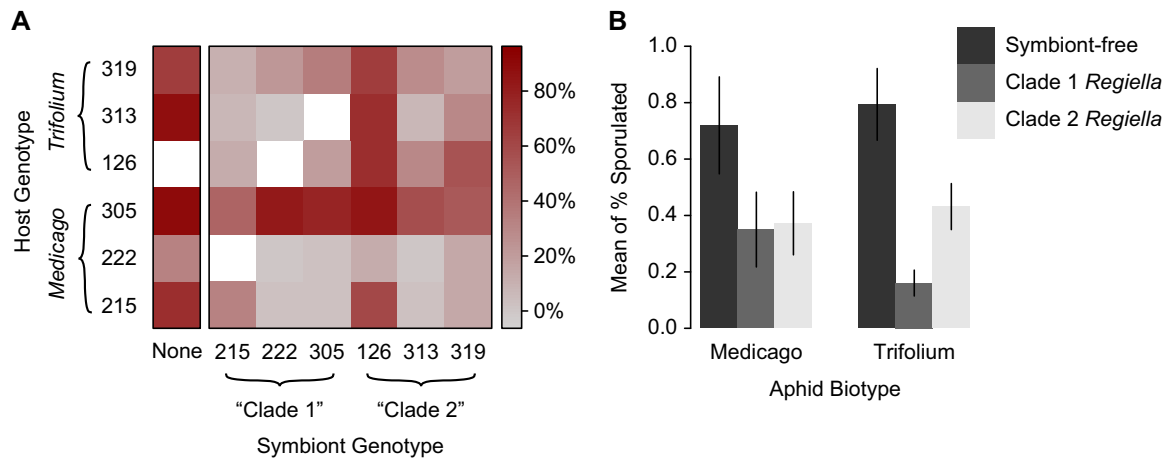 A
Host Genotype
Trifolium
Medicago
319
313
126
305
222
215
None
215 222 305 126 313 319
“Clade 1” “Clade 2”
Symbiont Genotype
80%
60%
40%
20%
0%
B
Mean of % Sporulated
1.0
0.8
0.6
0.4
0.2
0.0
Medicago Trifolium
Aphid Biotype
Symbiont-free
Clade 1 Regiella
Clade 2 Regiella